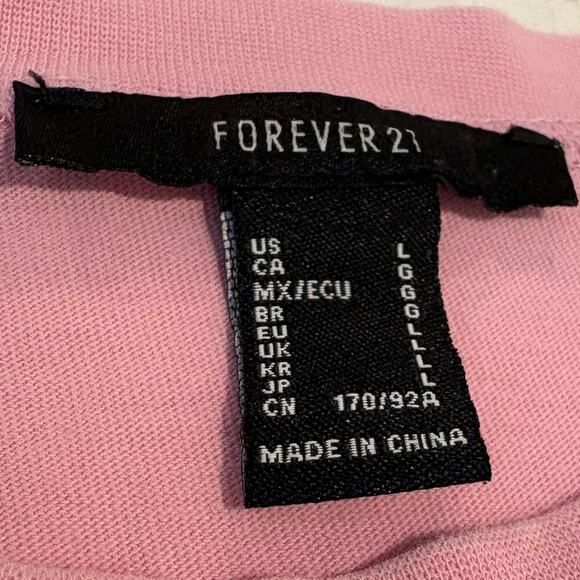 FOREVER 21
US L
CA G
MX/ECU G
BR G
EU L
UK L
KR L
JP L
CN 170/92A
MADE IN CHINA